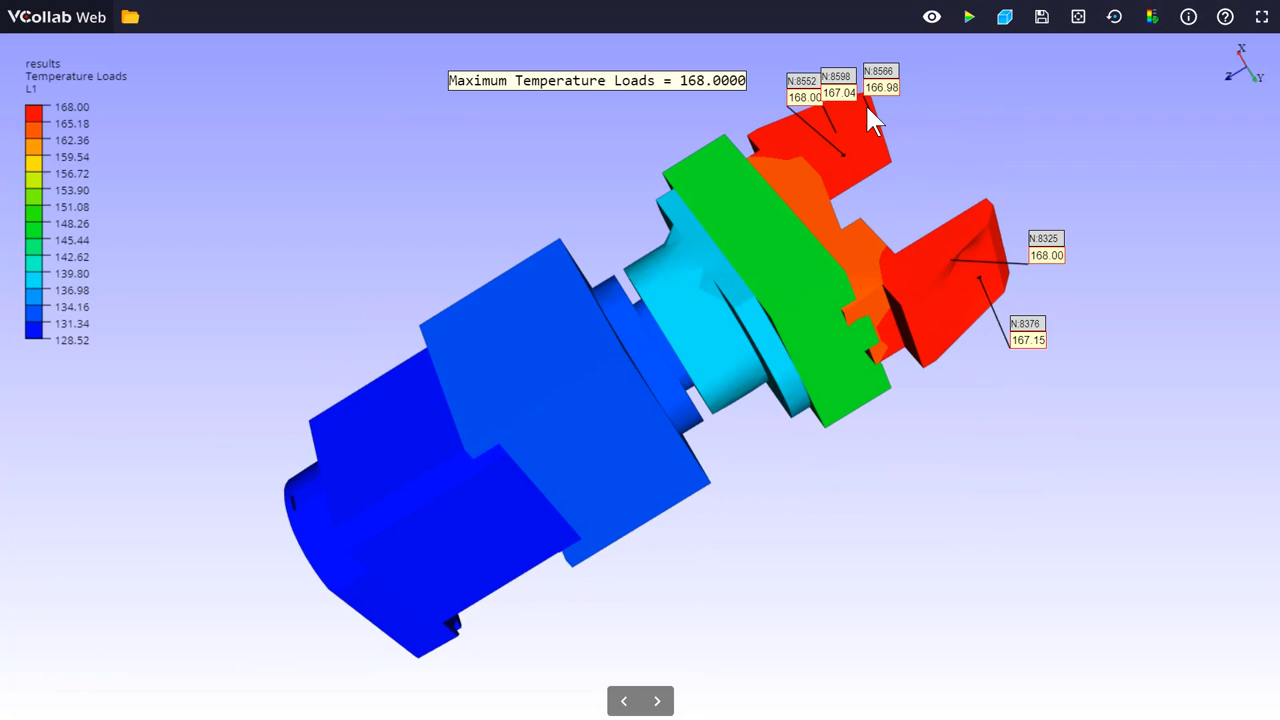 VCollab Web
results
Temperature Loads
L1
168.00
165.18
162.36
159.54
156.72
153.90
151.08
148.26
145.44
142.62
139.80
136.98
134.16
131.34
128.52
Maximum Temperature Loads = 168.0000
N:8552
168.00
N:8598
167.04
N:8566
166.98
N:8325
168.00
N:8376
167.15
X
Y
Z